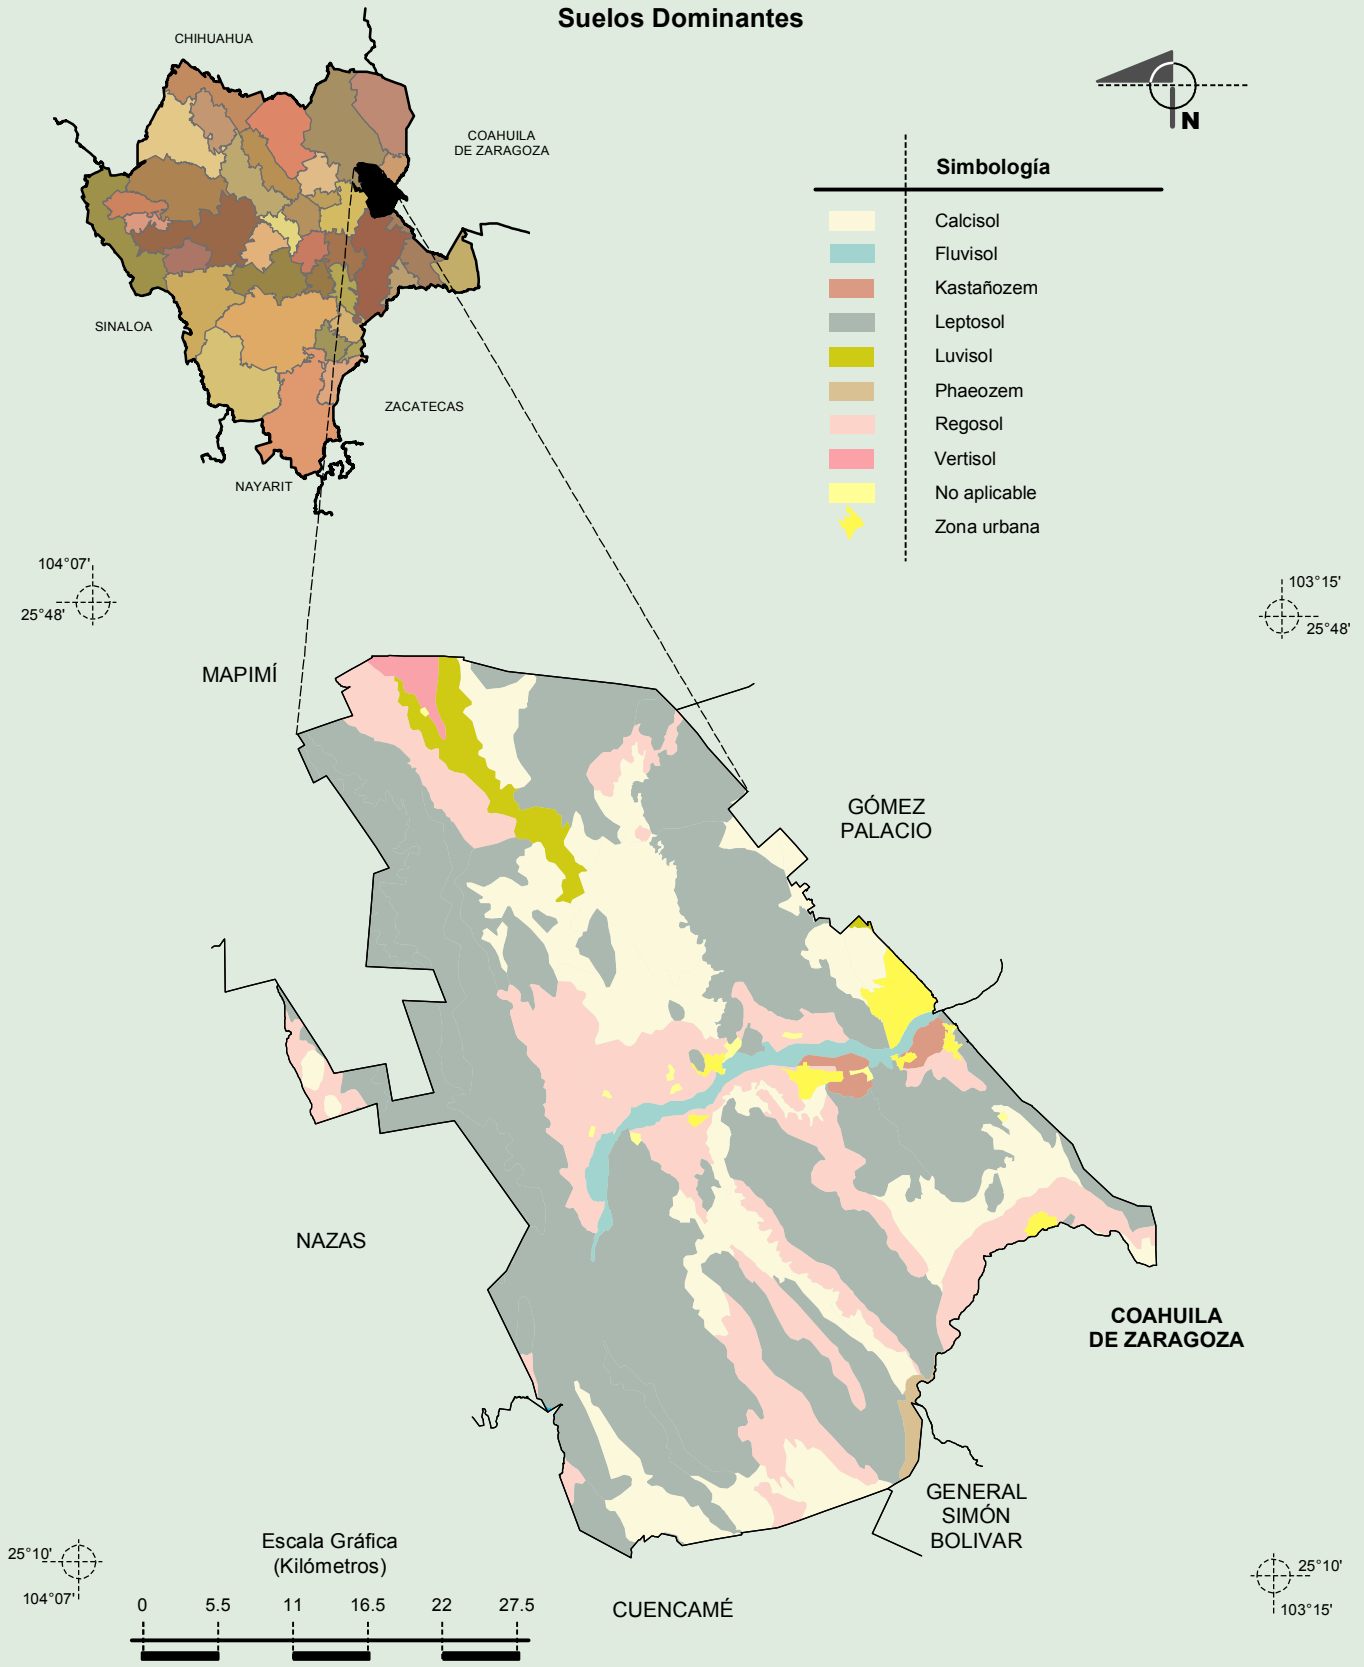 Suelos Dominantes
CHIHUAHUA
COAHUILA
DE ZARAGOZA
SINALOA
ZACATECAS
NAYARIT
N
Simbología
Calcisol
Fluvisol
Kastañozem
Leptosol
Luvisol
Phaeozem
Regosol
Vertisol
No aplicable
Zona urbana
104°07'
25°48'
103°15'
25°48'
MAPIMÍ
GÓMEZ
PALACIO
NAZAS
COAHUILA
DE ZARAGOZA
GENERAL
SIMÓN
BOLIVAR
CUENCAMÉ
25°10'
104°07'
25°10'
103°15'
Escala Gráfica
(Kilómetros)
0 5.5 11 16.5 22 27.5